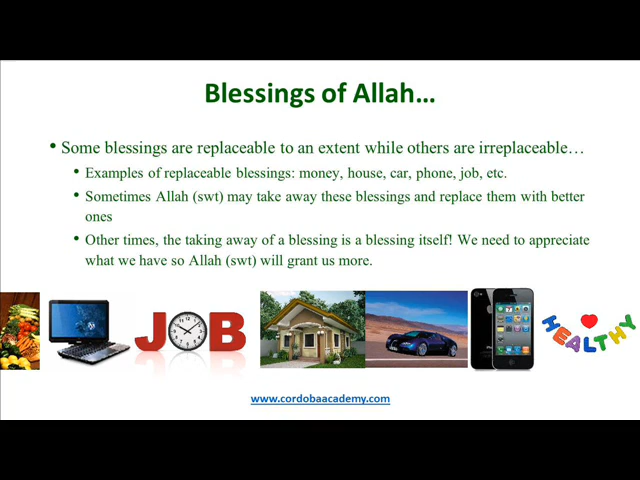 Blessings of Allah…
• Some blessings are replaceable to an extent while others are irreplaceable…
• Examples of replaceable blessings: money, house, car, phone, job, etc.
• Sometimes Allah (swt) may take away these blessings and replace them with better
ones
• Other times, the taking away of a blessing is a blessing itself! We need to appreciate
what we have so Allah (swt) will grant us more.
JOB
HEALTHY
www.cordobaacademy.com